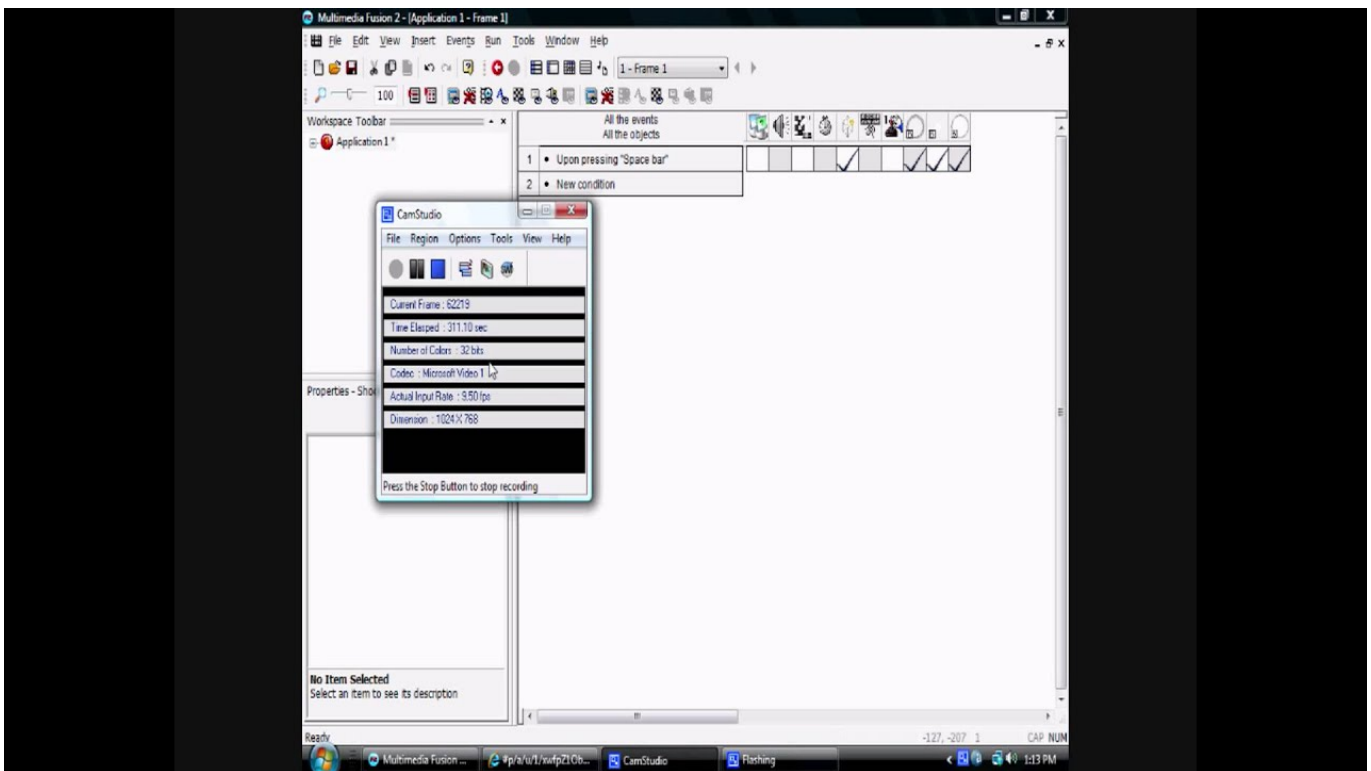 Multimedia Fusion 2 - [Application 1 - Frame 1]
File Edit View Insert Events Run Tools Window Help
1 - Frame 1
100
Workspace Toolbar
Application 1 *
All the events
All the objects
1 • Upon pressing "Space bar"
2 • New condition
CamStudio
File Region Options Tools View Help
Current Frame : 62219
Time Elasped : 311.10 sec
Number of Colors : 32 bits
Codec : Microsoft Video 1
Actual Input Rate : 9.50 fps
Dimension : 1024 X 768
Press the Stop Button to stop recording
Properties - Sho
No Item Selected
Select an item to see its description
Ready
-127, -207 1 CAP NUM
Multimedia Fusion ...
CamStudio
Flashing
1:13 PM